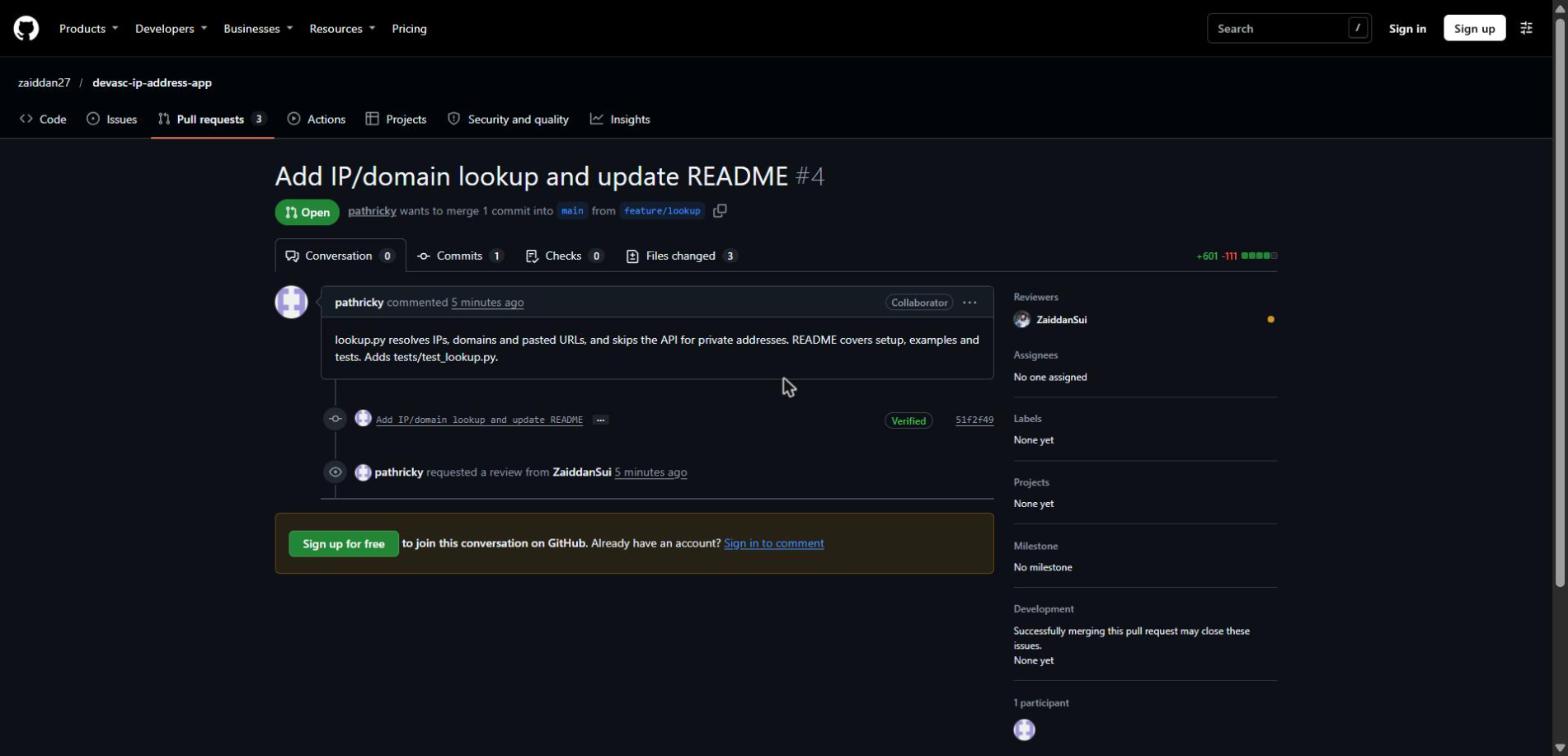 Products Developers Businesses Resources Pricing Search / Sign in Sign up
zaiddan27 / devasc-ip-address-app
Code Issues Pull requests 3 Actions Projects Security and quality Insights
Add IP/domain lookup and update README #4
Open pathricky wants to merge 1 commit into main from feature/lookup
Conversation 0 Commits 1 Checks 0 Files changed 3 +601 -111
pathricky commented 5 minutes ago Collaborator ...
lookup.py resolves IPs, domains and pasted URLs, and skips the API for private addresses. README covers setup, examples and
tests. Adds tests/test_lookup.py.
Add IP/domain lookup and update README ... Verified 51f2f49
pathricky requested a review from ZaiddanSui 5 minutes ago
Sign up for free to join this conversation on GitHub. Already have an account? Sign in to comment
Reviewers
ZaiddanSui
Assignees
No one assigned
Labels
None yet
Projects
None yet
Milestone
No milestone
Development
Successfully merging this pull request may close these
issues.
None yet
1 participant